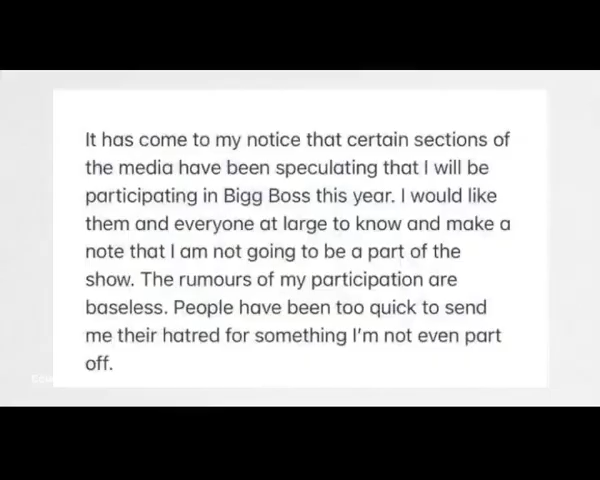 It has come to my notice that certain sections of
the media have been speculating that I will be
participating in Bigg Boss this year. I would like
them and everyone at large to know and make a
note that I am not going to be a part of the
show. The rumours of my participation are
baseless. People have been too quick to send
me their hatred for something I'm not even part
off.